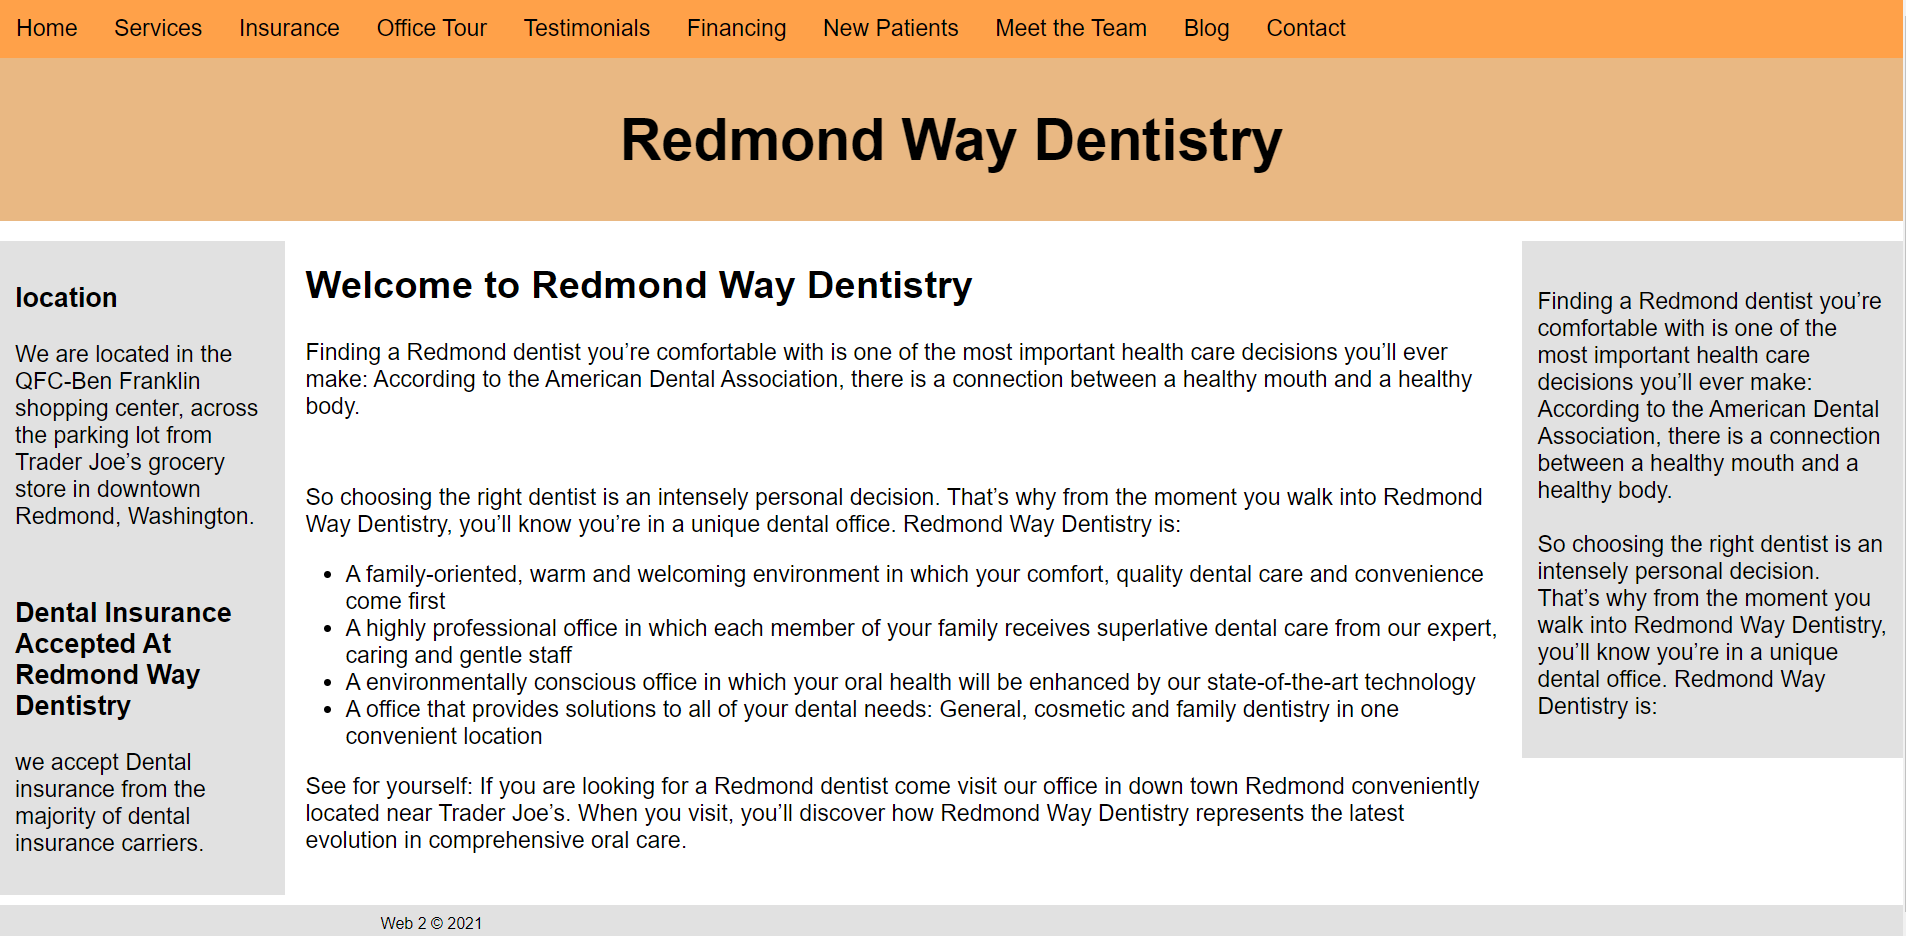 Home Services Insurance Office Tour Testimonials Financing New Patients Meet the Team Blog Contact
Redmond Way Dentistry
location
We are located in the
QFC-Ben Franklin
shopping center, across
the parking lot from
Trader Joe’s grocery
store in downtown
Redmond, Washington.
Dental Insurance
Accepted At
Redmond Way
Dentistry
we accept Dental
insurance from the
majority of dental
insurance carriers.
Welcome to Redmond Way Dentistry
Finding a Redmond dentist you’re comfortable with is one of the most important health care decisions you’ll ever
make: According to the American Dental Association, there is a connection between a healthy mouth and a healthy
body.
So choosing the right dentist is an intensely personal decision. That’s why from the moment you walk into Redmond
Way Dentistry, you’ll know you’re in a unique dental office. Redmond Way Dentistry is:
• A family-oriented, warm and welcoming environment in which your comfort, quality dental care and convenience
come first
• A highly professional office in which each member of your family receives superlative dental care from our expert,
caring and gentle staff
• A environmentally conscious office in which your oral health will be enhanced by our state-of-the-art technology
• A office that provides solutions to all of your dental needs: General, cosmetic and family dentistry in one
convenient location
See for yourself: If you are looking for a Redmond dentist come visit our office in down town Redmond conveniently
located near Trader Joe’s. When you visit, you’ll discover how Redmond Way Dentistry represents the latest
evolution in comprehensive oral care.
Finding a Redmond dentist you’re
comfortable with is one of the
most important health care
decisions you’ll ever make:
According to the American Dental
Association, there is a connection
between a healthy mouth and a
healthy body.
So choosing the right dentist is an
intensely personal decision.
That’s why from the moment you
walk into Redmond Way Dentistry,
you’ll know you’re in a unique
dental office. Redmond Way
Dentistry is:
Web 2 © 2021